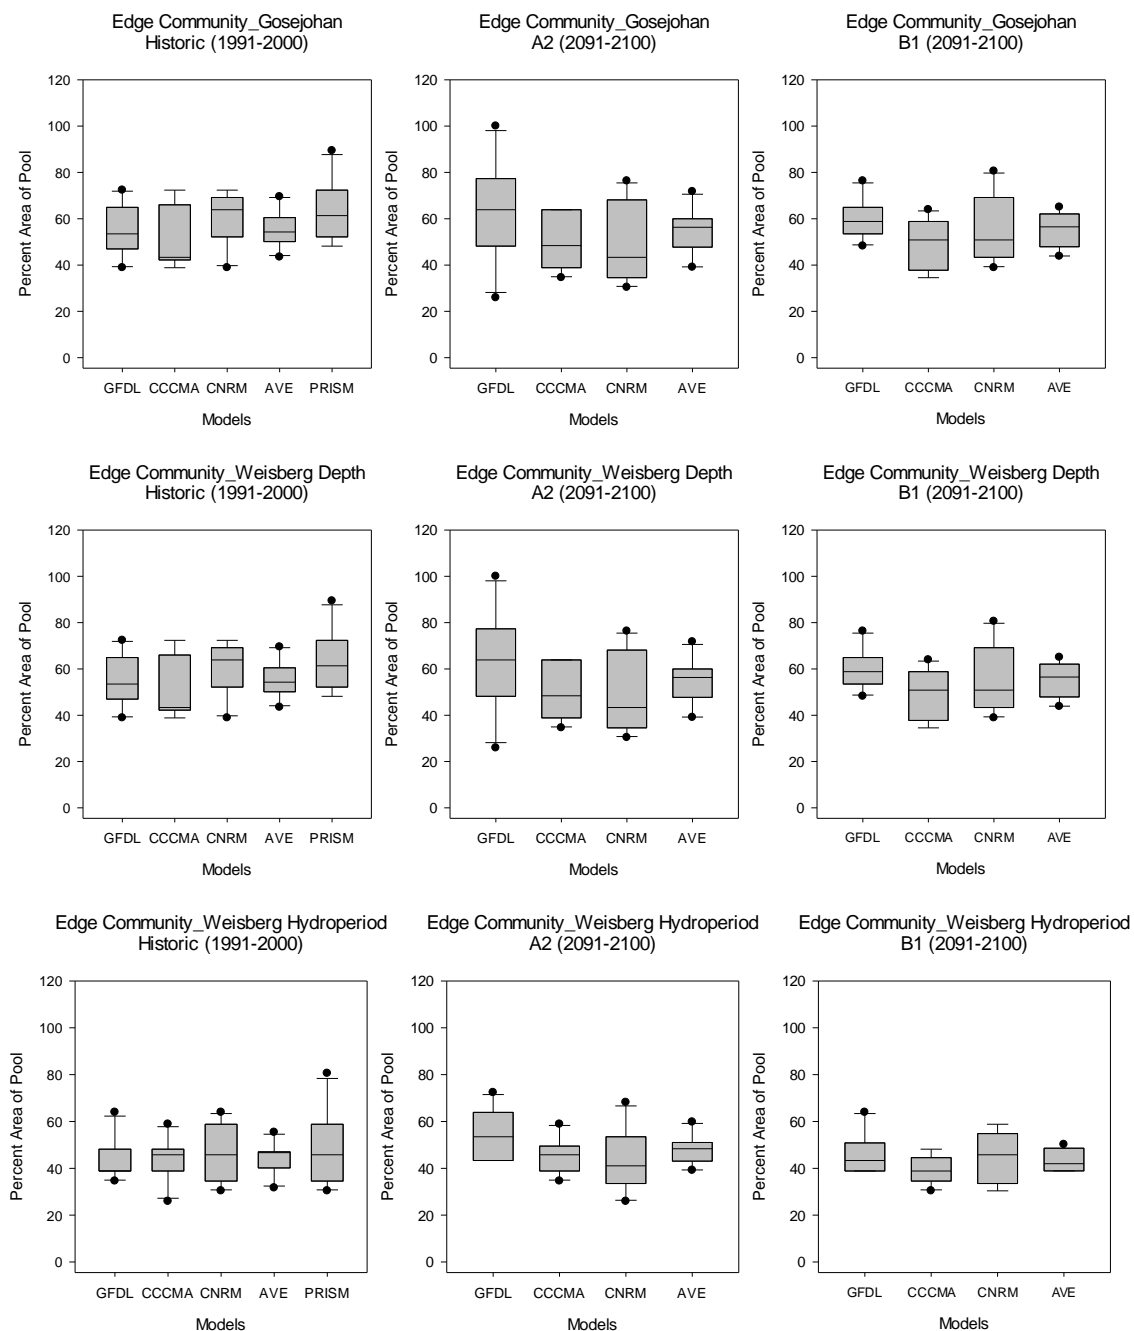 Edge Community_Gosejohan
Historic (1991-2000)
Percent Area of Pool
120
100
80
60
40
20
0
GFDL CCCMA CNRM AVE PRISM
Models
Edge Community_Gosejohan
A2 (2091-2100)
Percent Area of Pool
120
100
80
60
40
20
0
GFDL CCCMA CNRM AVE
Models
Edge Community_Gosejohan
B1 (2091-2100)
Percent Area of Pool
120
100
80
60
40
20
0
GFDL CCCMA CNRM AVE
Models
Edge Community_Weisberg Depth
Historic (1991-2000)
Percent Area of Pool
120
100
80
60
40
20
0
GFDL CCCMA CNRM AVE PRISM
Models
Edge Community_Weisberg Depth
A2 (2091-2100)
Percent Area of Pool
120
100
80
60
40
20
0
GFDL CCCMA CNRM AVE
Models
Edge Community_Weisberg Depth
B1 (2091-2100)
Percent Area of Pool
120
100
80
60
40
20
0
GFDL CCCMA CNRM AVE
Models
Edge Community_Weisberg Hydroperiod
Historic (1991-2000)
Percent Area of Pool
120
100
80
60
40
20
0
GFDL CCCMA CNRM AVE PRISM
Models
Edge Community_Weisberg Hydroperiod
A2 (2091-2100)
Percent Area of Pool
120
100
80
60
40
20
0
GFDL CCCMA CNRM AVE
Models
Edge Community_Weisberg Hydroperiod
B1 (2091-2100)
Percent Area of Pool
120
100
80
60
40
20
0
GFDL CCCMA CNRM AVE
Models